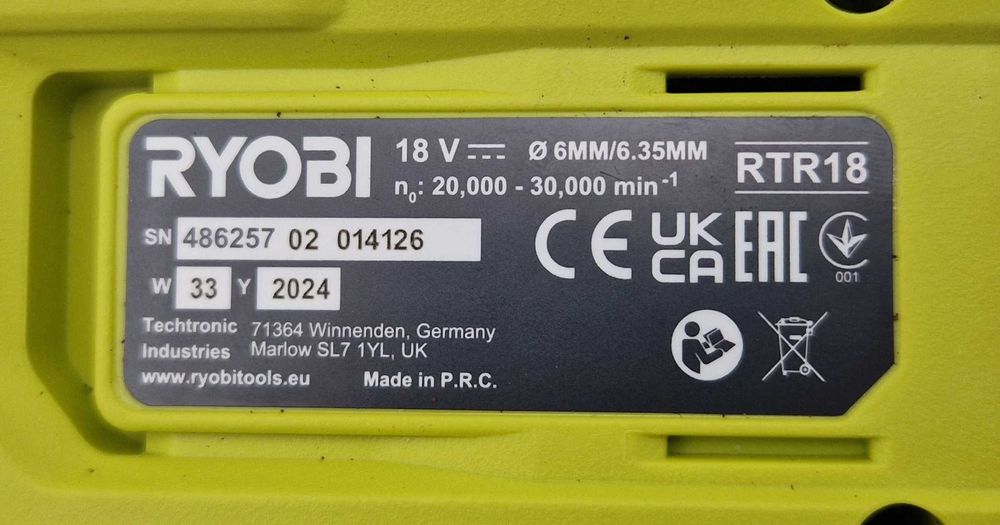 RYOBI 18 V ⎓ Ø 6MM/6.35MM RTR18
n₀: 20,000 - 30,000 min⁻¹
SN 486257 02 014126
W 33 Y 2024
CE UK CA EAC 001
Techtronic Industries
71364 Winnenden, Germany
Marlow SL7 1YL, UK
www.ryobitools.eu Made in P.R.C.